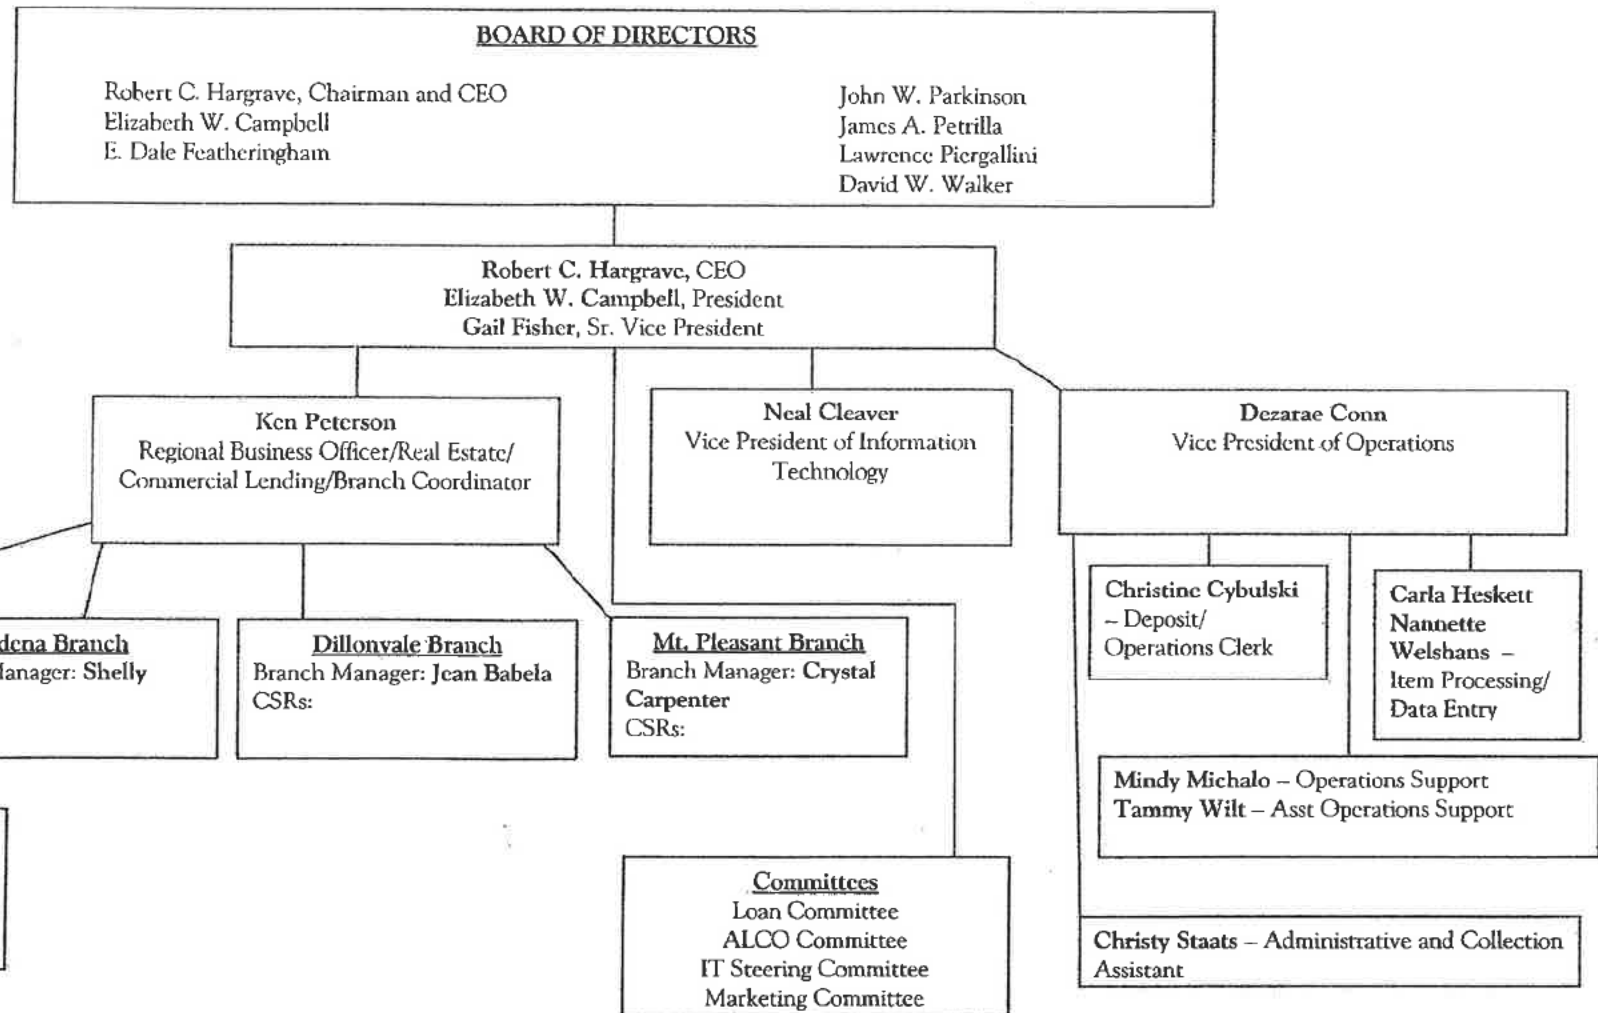 BOARD OF DIRECTORS
Robert C. Hargrave, Chairman and CEO
Elizabeth W. Campbell
E. Dale Featheringham
John W. Parkinson
James A. Petrilla
Lawrence Piergallini
David W. Walker
Robert C. Hargrave, CEO
Elizabeth W. Campbell, President
Gail Fisher, Sr. Vice President
Ken Peterson
Regional Business Officer/Real Estate/
Commercial Lending/Branch Coordinator
Neal Cleaver
Vice President of Information
Technology
Dezarae Conn
Vice President of Operations
dena Branch
Manager: Shelly
Dillonvale Branch
Branch Manager: Jean Babela
CSRs:
Mt. Pleasant Branch
Branch Manager: Crystal
Carpenter
CSRs:
Christine Cybulski
– Deposit/
Operations Clerk
Carla Heskett
Nannette
Welshans –
Item Processing/
Data Entry
Mindy Michalo – Operations Support
Tammy Wilt – Asst Operations Support
Christy Staats – Administrative and Collection
Assistant
Committees
Loan Committee
ALCO Committee
IT Steering Committee
Marketing Committee